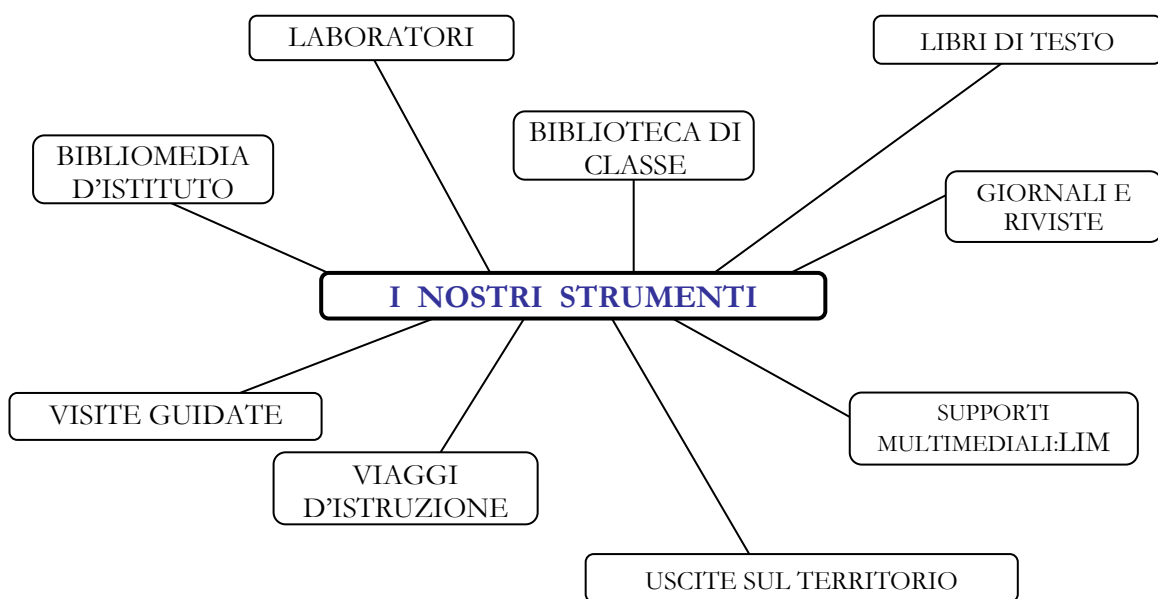 LABORATORI
LIBRI DI TESTO
BIBLIOTECA DI
CLASSE
BIBLIOMEDIA
D’ISTITUTO
GIORNALI E
RIVISTE
I NOSTRI STRUMENTI
VISITE GUIDATE
SUPPORTI
MULTIMEDIALI:LIM
VIAGGI
D’ISTRUZIONE
USCITE SUL TERRITORIO